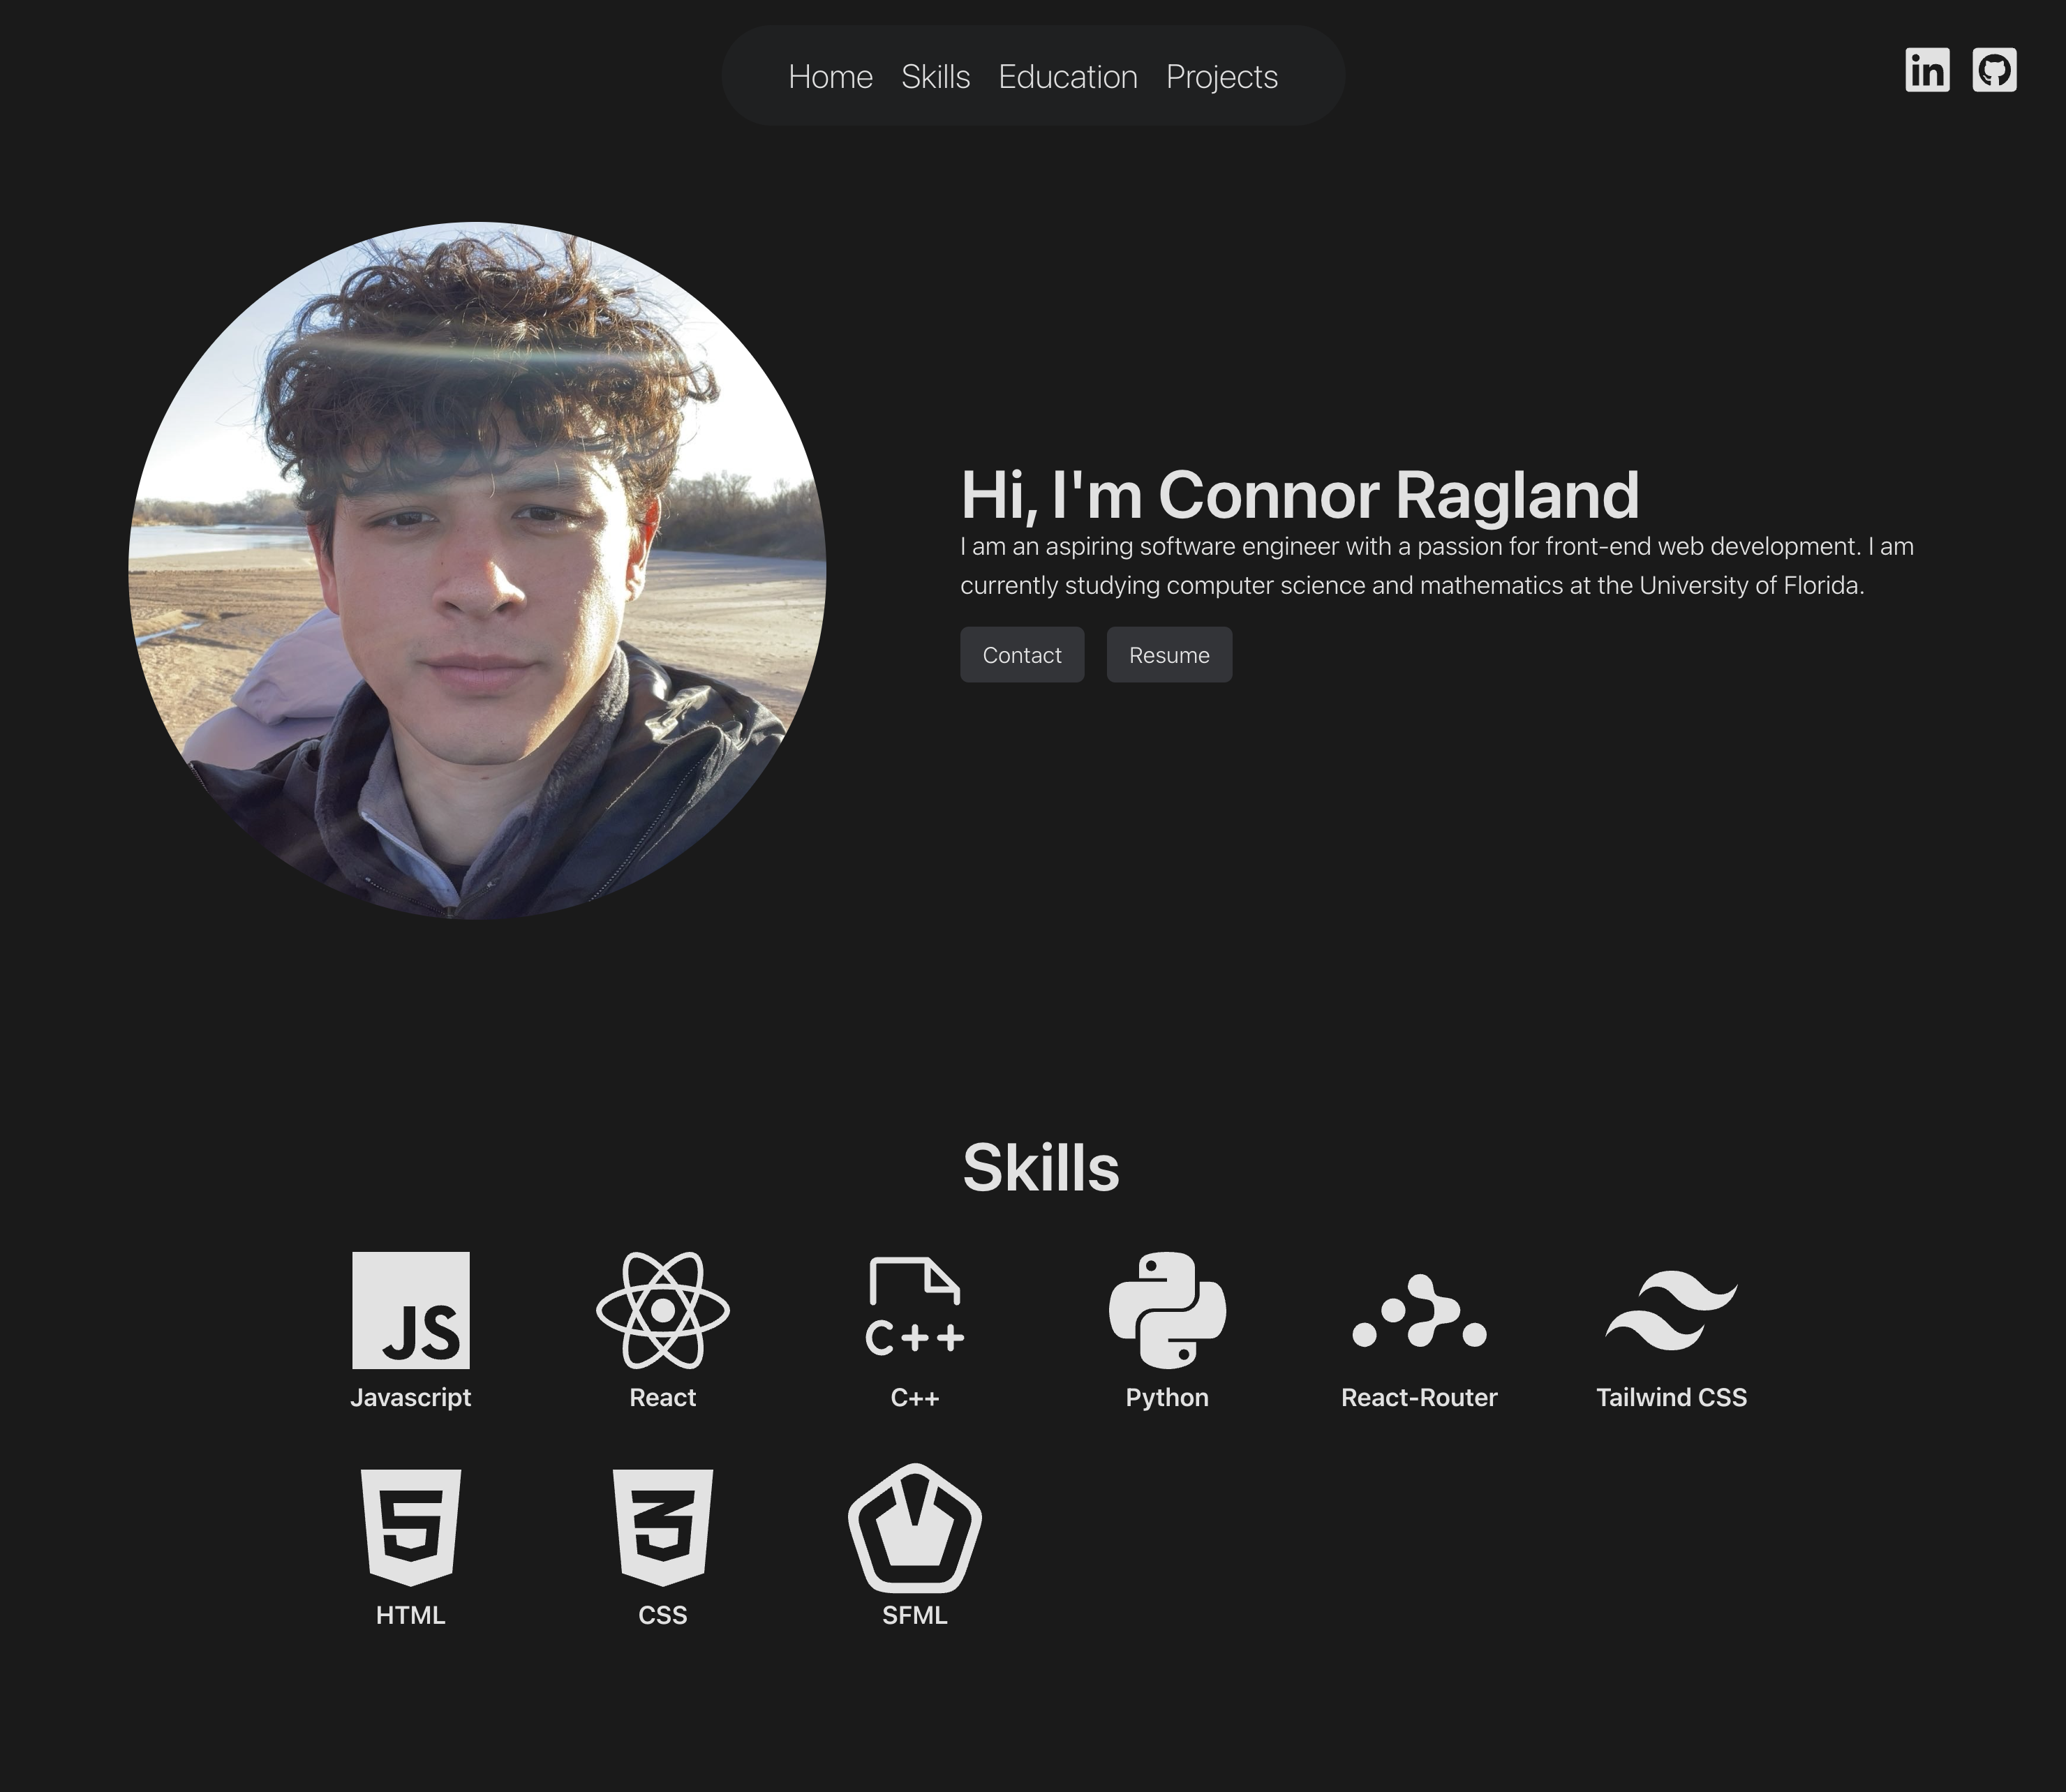 Home Skills Education Projects
in
Hi, I'm Connor Ragland
I am an aspiring software engineer with a passion for front-end web development. I am
currently studying computer science and mathematics at the University of Florida.
Contact Resume
Skills
JS
C++
Javascript React C++ Python React-Router Tailwind CSS
5 3
HTML CSS SFML